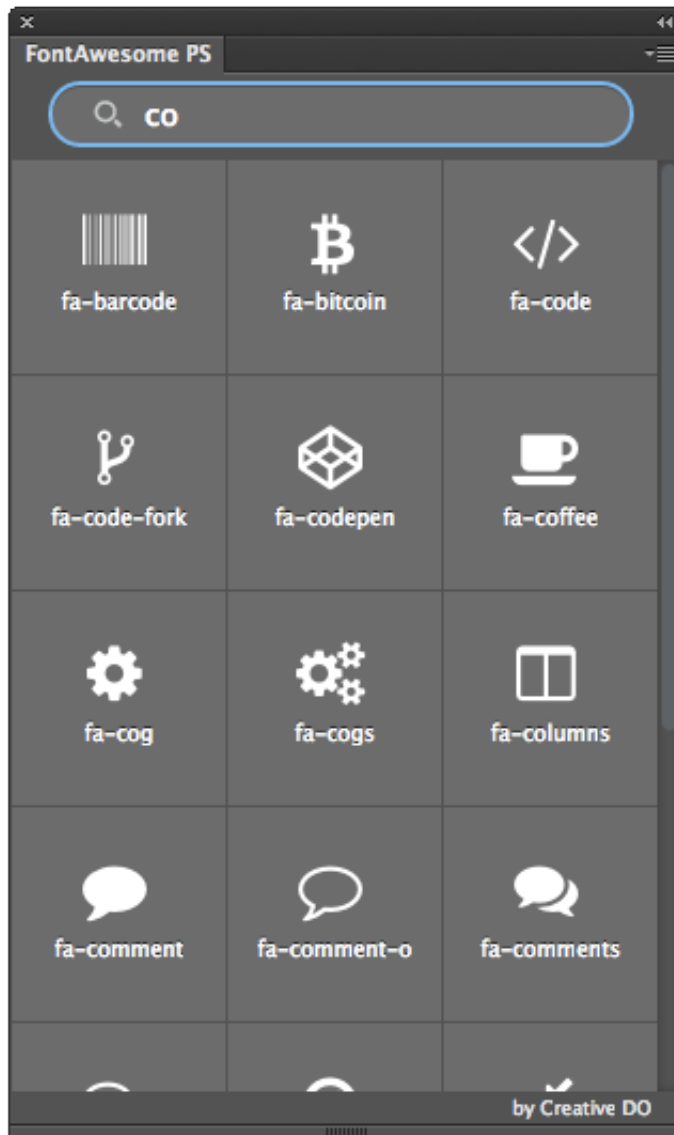 FontAwesome PS
co
fa-barcode
fa-bitcoin
fa-code
fa-code-fork
fa-codepen
fa-coffee
fa-cog
fa-cogs
fa-columns
fa-comment
fa-comment-o
fa-comments
by Creative DO